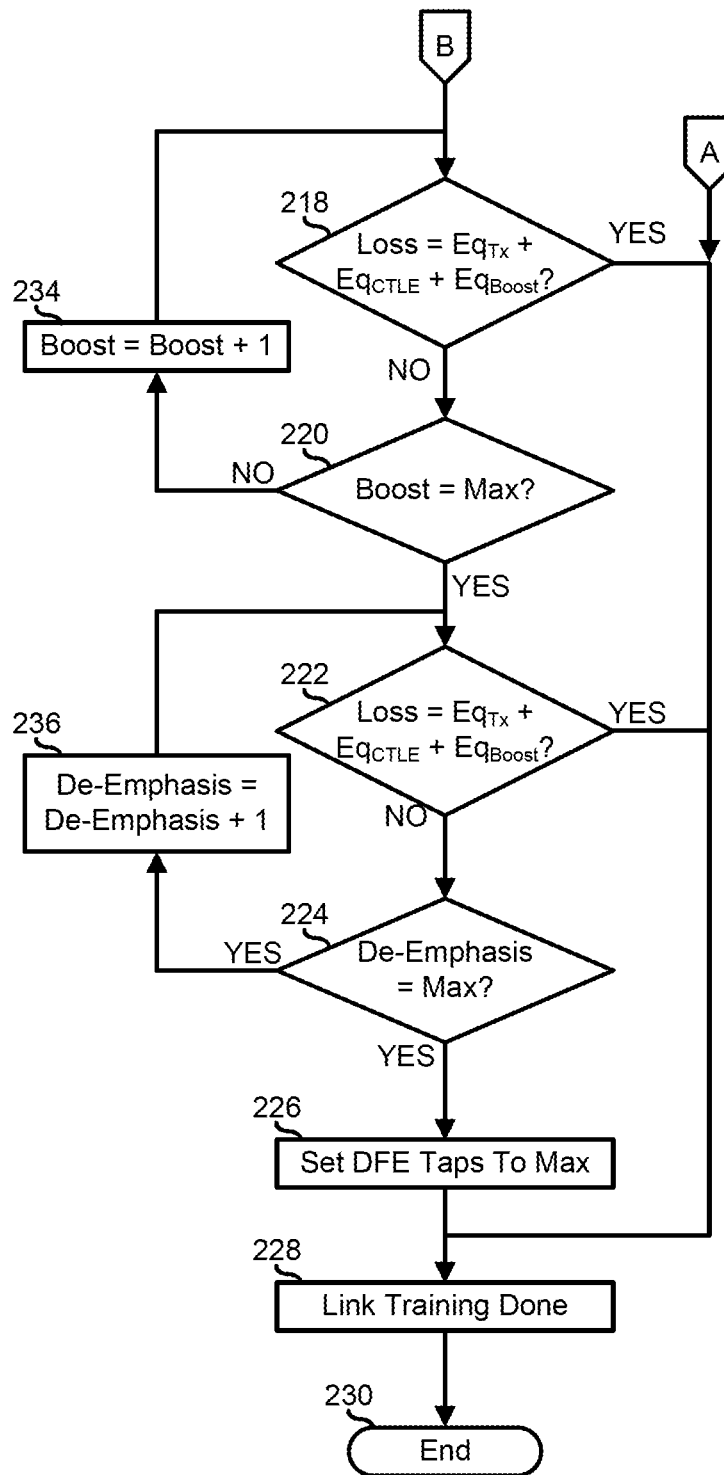 B
A
218
Loss = EqTx +
EqCTLE + EqBoost?
YES
234
Boost = Boost + 1
NO
220
Boost = Max?
NO
YES
222
Loss = EqTx +
EqCTLE + EqBoost?
YES
236
De-Emphasis =
De-Emphasis + 1
NO
224
De-Emphasis
= Max?
YES
YES
226
Set DFE Taps To Max
228
Link Training Done
230
End